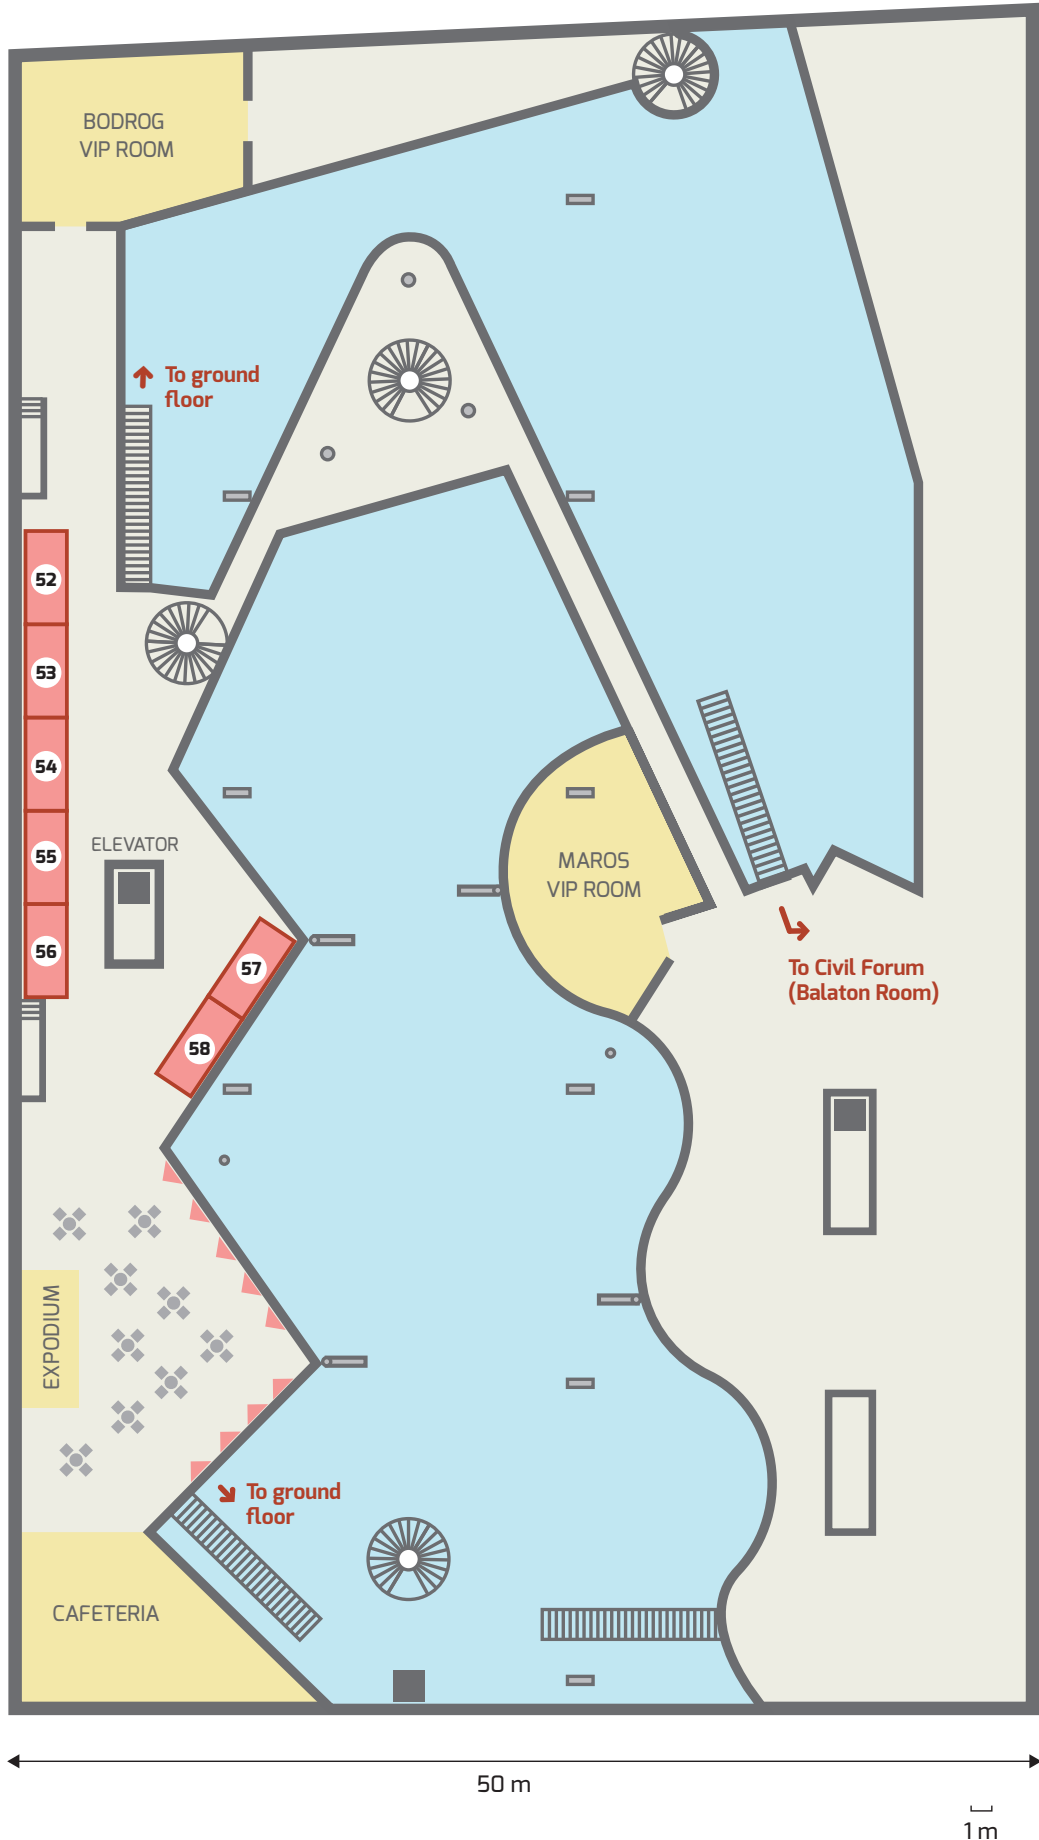 BODROG
VIP ROOM
To ground
floor
52
53
54
55
56
ELEVATOR
57
58
MAROS
VIP ROOM
To Civil Forum
(Balaton Room)
EXPODIUM
To ground
floor
CAFETERIA
50 m
1 m